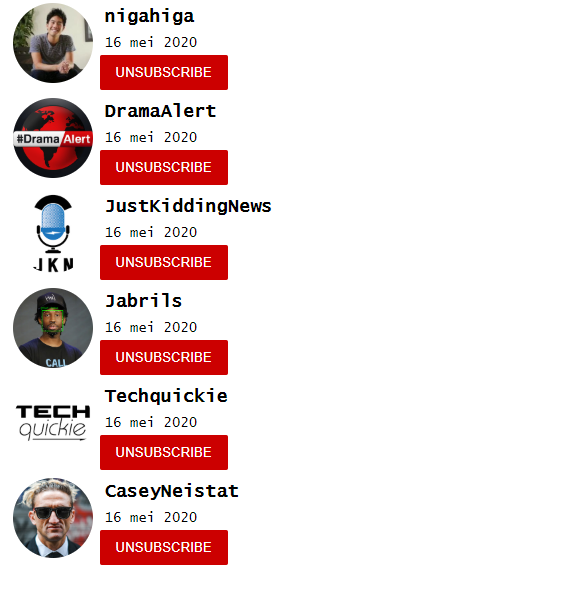 nigahiga
16 mei 2020
UNSUBSCRIBE
DramaAlert
#DramaAlert
16 mei 2020
UNSUBSCRIBE
JustKiddingNews
16 mei 2020
JKN
UNSUBSCRIBE
Jabrils
16 mei 2020
CALL
UNSUBSCRIBE
Techquickie
TECH
quickie
16 mei 2020
UNSUBSCRIBE
CaseyNeistat
16 mei 2020
UNSUBSCRIBE